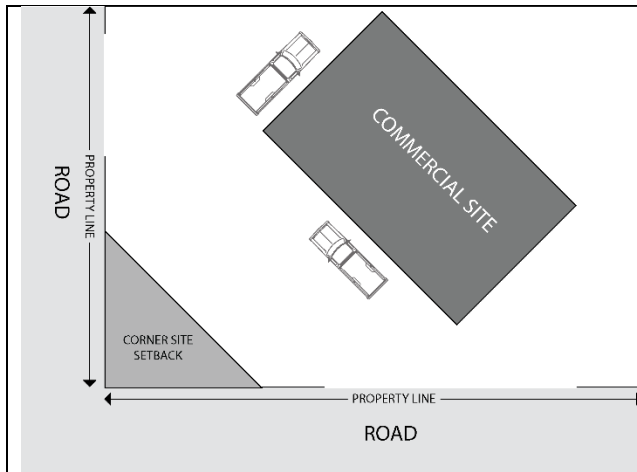 COMMERCIAL SITE
ROAD
PROPERTY LINE
CORNER SITE
SETBACK
PROPERTY LINE
ROAD